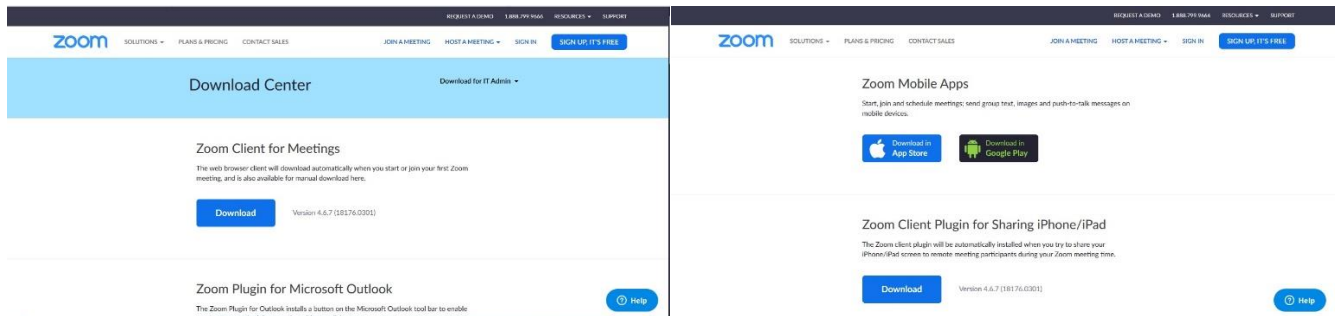 REQUEST A DEMO 1.888.799.9666 RESOURCES SUPPORT
zoom SOLUTIONS PLANS & PRICING CONTACT SALES JOIN A MEETING HOST A MEETING SIGN IN SIGN UP, IT'S FREE
Download Center Download for IT Admin
Zoom Client for Meetings
The web browser client will download automatically when you start or join your first Zoom
meeting, and is also available for manual download here.
Download Version 4.6.7 (18176.0301)
Zoom Plugin for Microsoft Outlook
The Zoom Plugin for Outlook installs a button on the Microsoft Outlook tool bar to enable
Help
REQUEST A DEMO 1.888.799.9666 RESOURCES SUPPORT
zoom SOLUTIONS PLANS & PRICING CONTACT SALES JOIN A MEETING HOST A MEETING SIGN IN SIGN UP, IT'S FREE
Zoom Mobile Apps
Start, join and schedule meetings; send group text, images and push-to-talk messages on
mobile devices.
Download in Download in
App Store Google Play
Zoom Client Plugin for Sharing iPhone/iPad
The Zoom client plugin will be automatically installed when you try to share your
iPhone/iPad screen to remote meeting participants during your Zoom meeting time.
Download Version 4.6.7 (18176.0301)
Help